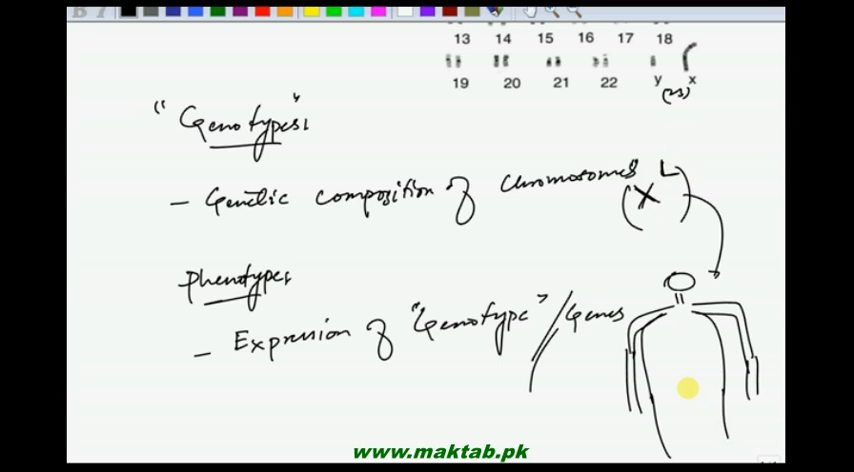 13 14 15 16 17 18
19 20 21 22 y x
(23)
"Genotypes":
- Genetic composition of chromosomes (X L)
Phenotypes
- Expression of "Genotype" / Genes
www.maktab.pk